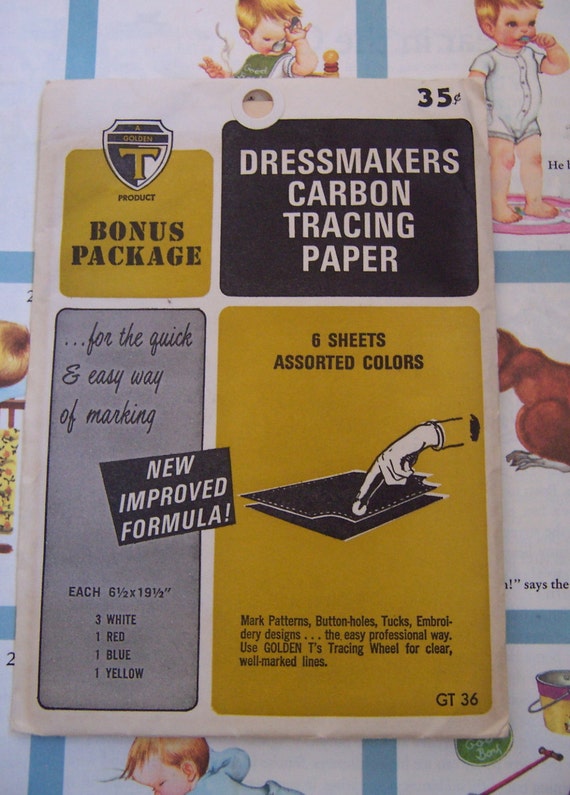 35¢
A
GOLDEN
T
PRODUCT
BONUS
PACKAGE
DRESSMAKERS
CARBON
TRACING
PAPER
...for the quick
& easy way
of marking
NEW
IMPROVED
FORMULA!
EACH 6½x19½"
3 WHITE
1 RED
1 BLUE
1 YELLOW
6 SHEETS
ASSORTED COLORS
Mark Patterns, Button-holes, Tucks, Embroi-
dery designs . . . the easy professional way.
Use GOLDEN T's Tracing Wheel for clear,
well-marked lines.
GT 36
He
!" says the
2
2